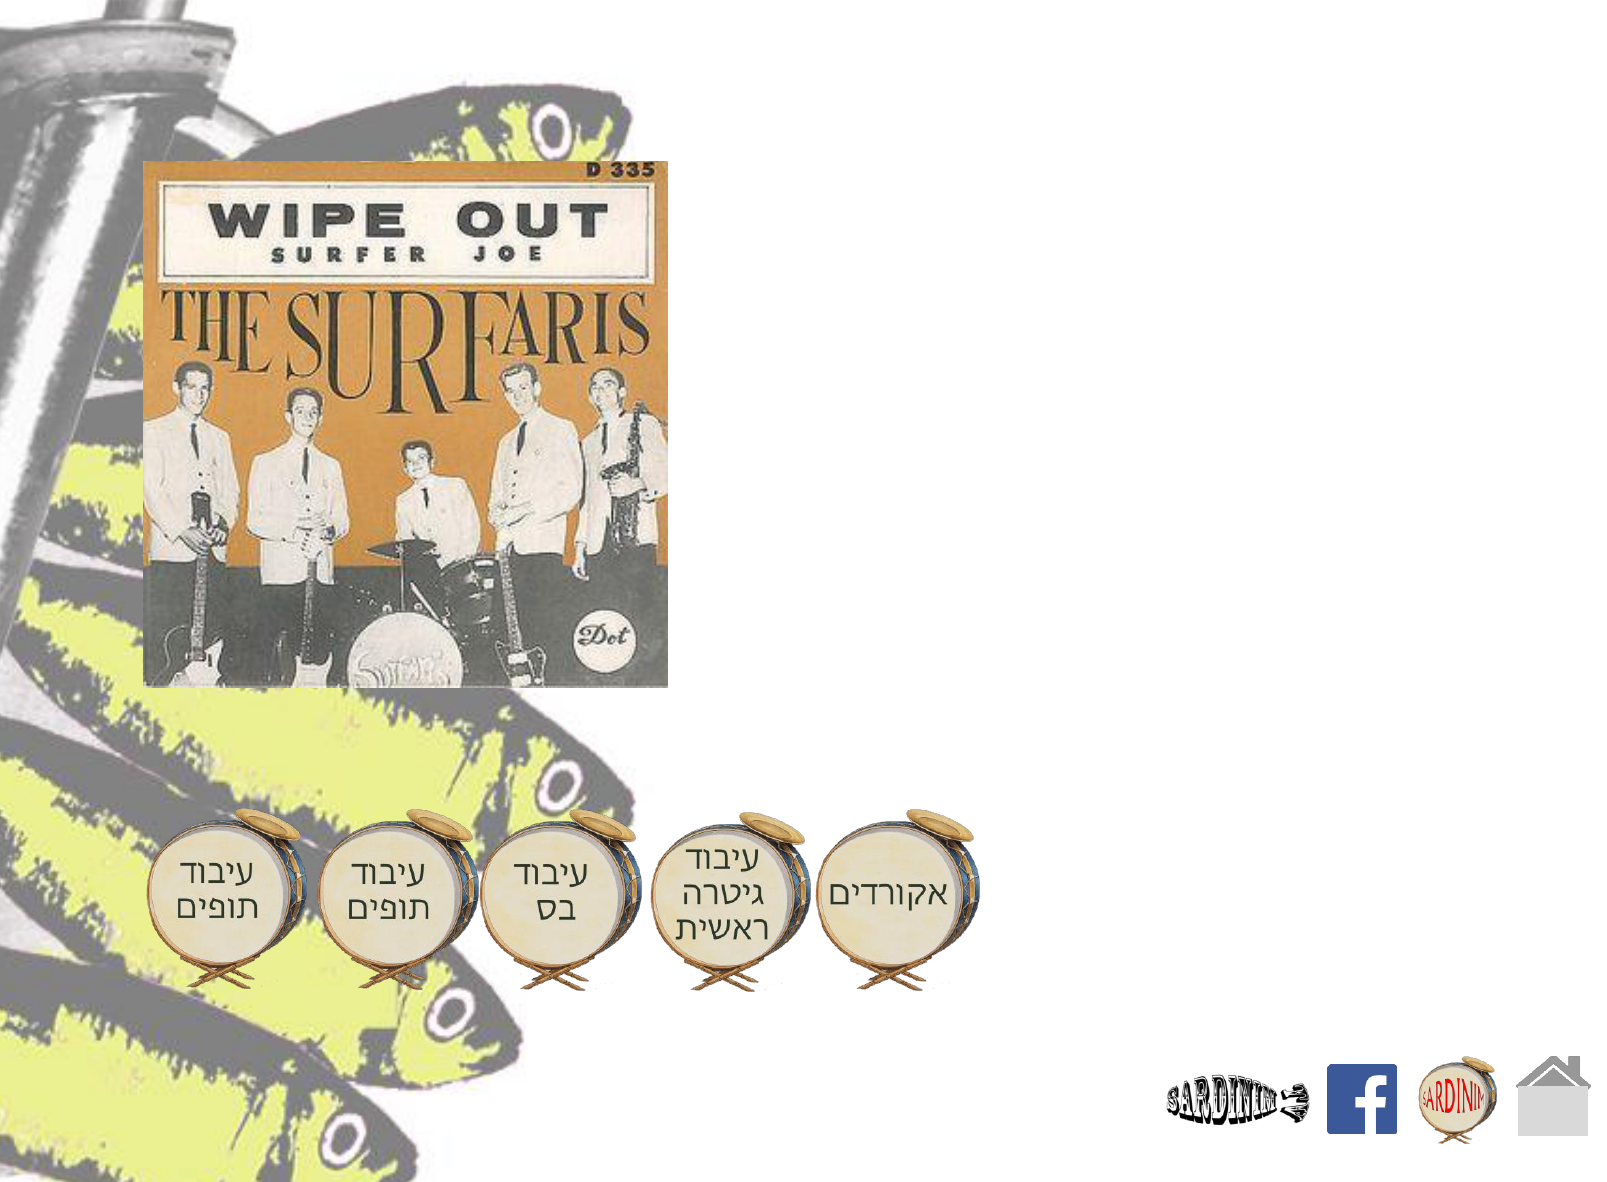 D 335
WIPE OUT
SURFER JOE
THE SURFARIS
Dot
עיבוד
תופים
עיבוד
תופים
עיבוד
בס
עיבוד
גיטרה
ראשית
אקורדים
SARDINIM
f
SARDINIM